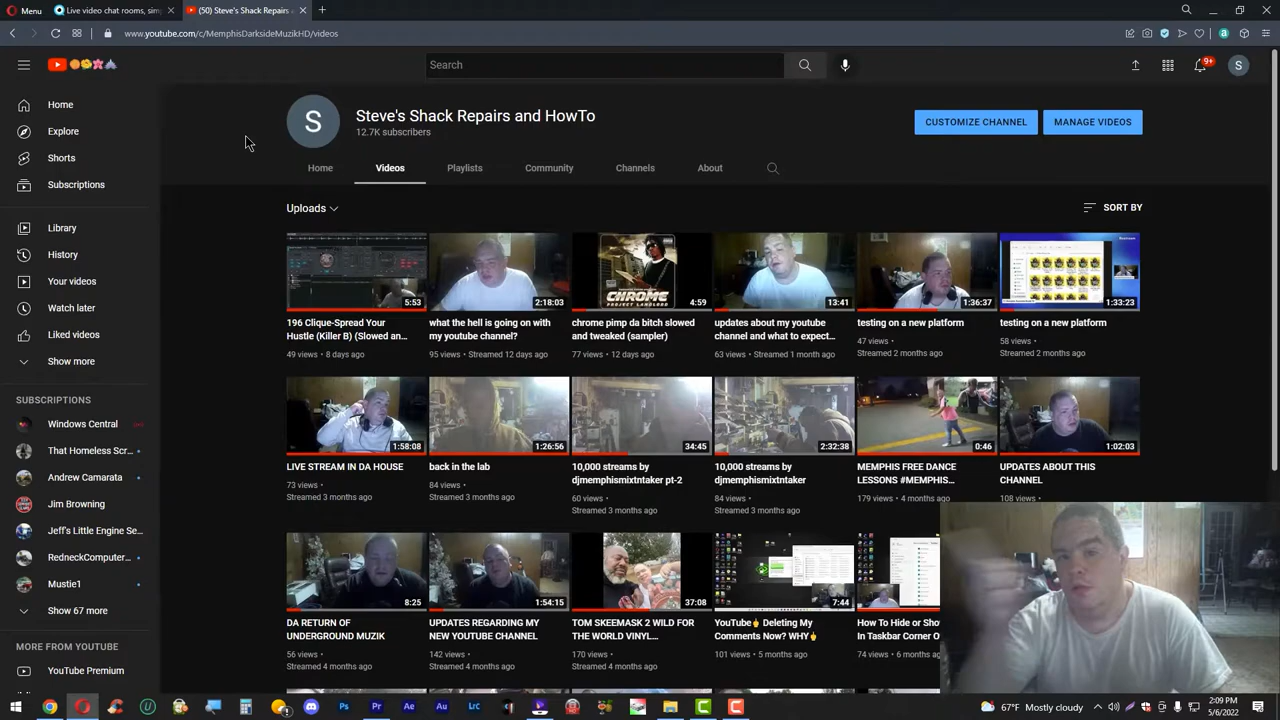 Menu
Live video chat rooms, simp
(50) Steve's Shack Repairs a
www.youtube.com/c/MemphisDarksideMuzikHD/videos
Search
9+
S
Home
Explore
Shorts
Subscriptions
Library
History
Your videos
Watch later
Liked videos
Show more
SUBSCRIPTIONS
Windows Central
That Homeless Scr...
Andrew Camarata
Jim Browning
Jeff's Little Engine Se...
RedneckComputer...
Mustie1
Show 67 more
MORE FROM YOUTUBE
YouTube Premium
S
Steve's Shack Repairs and HowTo
12.7K subscribers
CUSTOMIZE CHANNEL
MANAGE VIDEOS
Home
Videos
Playlists
Community
Channels
About
Uploads
SORT BY
5:53
2:18:03
CHROME
4:59
13:41
1:36:37
1:33:23
196 Clique-Spread Your
Hustle (Killer B) (Slowed an...
49 views • 8 days ago
what the hell is going on with
my youtube channel?
95 views • Streamed 12 days ago
chrome pimp da bitch slowed
and tweaked (sampler)
77 views • 12 days ago
updates about my youtube
channel and what to expect...
63 views • Streamed 1 month ago
testing on a new platform
47 views •
Streamed 2 months ago
testing on a new platform
58 views •
Streamed 2 months ago
1:58:08
1:26:56
34:45
2:32:38
0:46
1:02:03
LIVE STREAM IN DA HOUSE
73 views •
Streamed 3 months ago
back in the lab
84 views •
Streamed 3 months ago
10,000 streams by
djmemphismixtntaker pt-2
60 views •
Streamed 3 months ago
10,000 streams by
djmemphismixtntaker
84 views •
Streamed 3 months ago
MEMPHIS FREE DANCE
LESSONS #MEMPHIS...
179 views • 4 months ago
UPDATES ABOUT THIS
CHANNEL
108 views •
8:25
1:54:15
37:08
7:44
DA RETURN OF
UNDERGROUND MUZIK
56 views •
Streamed 4 months ago
UPDATES REGARDING MY
NEW YOUTUBE CHANNEL
142 views •
Streamed 4 months ago
TOM SKEEMASK 2 WILD FOR
THE WORLD VINYL...
170 views •
Streamed 4 months ago
YouTube🖕 Deleting My
Comments Now? WHY🖕
101 views • 5 months ago
How To Hide or Sho
In Taskbar Corner O
74 views • 6 months ag
Ps
Pr
Ae
Au
Lrc
67°F Mostly cloudy
2:09 PM
5/6/2022